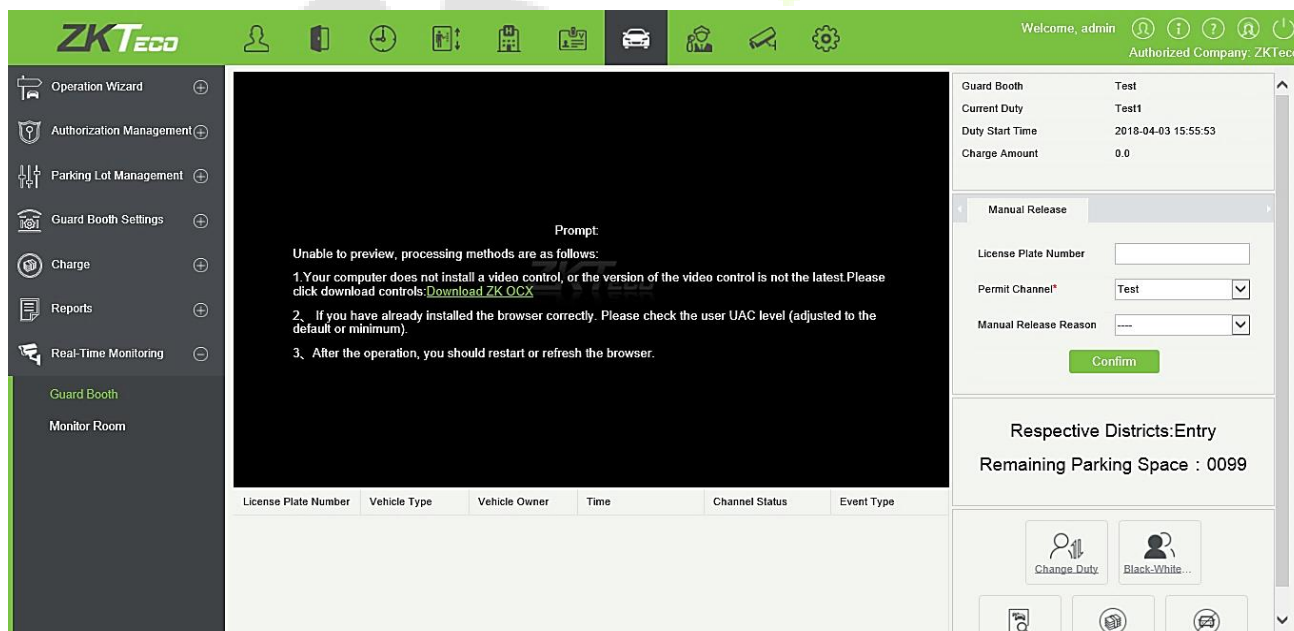 ZKTECO
Welcome, admin
Authorized Company: ZKTeco
Operation Wizard
Authorization Management
Parking Lot Management
Guard Booth Settings
Charge
Reports
Real-Time Monitoring
Guard Booth
Monitor Room
Prompt:
Unable to preview, processing methods are as follows:
1.Your computer does not install a video control, or the version of the video control is not the latest.Please
click download controls:Download ZK OCX
2、 If you have already installed the browser correctly. Please check the user UAC level (adjusted to the
default or minimum).
3、After the operation, you should restart or refresh the browser.
License Plate Number Vehicle Type Vehicle Owner Time Channel Status Event Type
Guard Booth Test
Current Duty Test1
Duty Start Time 2018-04-03 15:55:53
Charge Amount 0.0
Manual Release
License Plate Number
Permit Channel* Test
Manual Release Reason ----
Confirm
Respective Districts:Entry
Remaining Parking Space：0099
Change Duty Black-White...